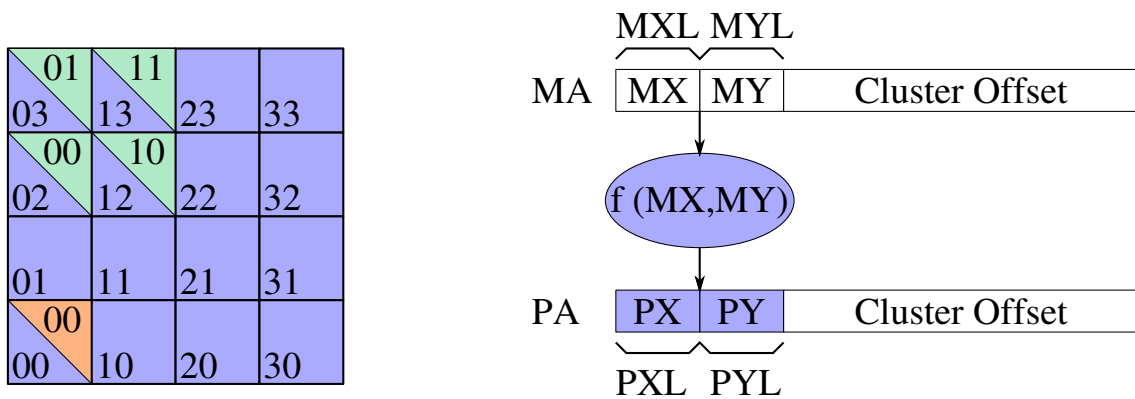 01 11
03 13 23 33
00 10
02 12 22 32
01 11 21 31
00
00 10 20 30
MXL MYL
MA MX MY Cluster Offset
f (MX,MY)
PA PX PY Cluster Offset
PXL PYL